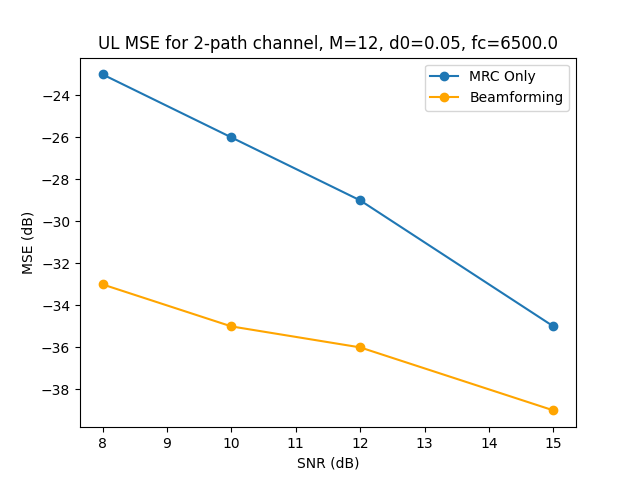 UL MSE for 2-path channel, M=12, d0=0.05, fc=6500.0
MRC Only
Beamforming
MSE (dB)
−24
−26
−28
−30
−32
−34
−36
−38
8 9 10 11 12 13 14 15
SNR (dB)